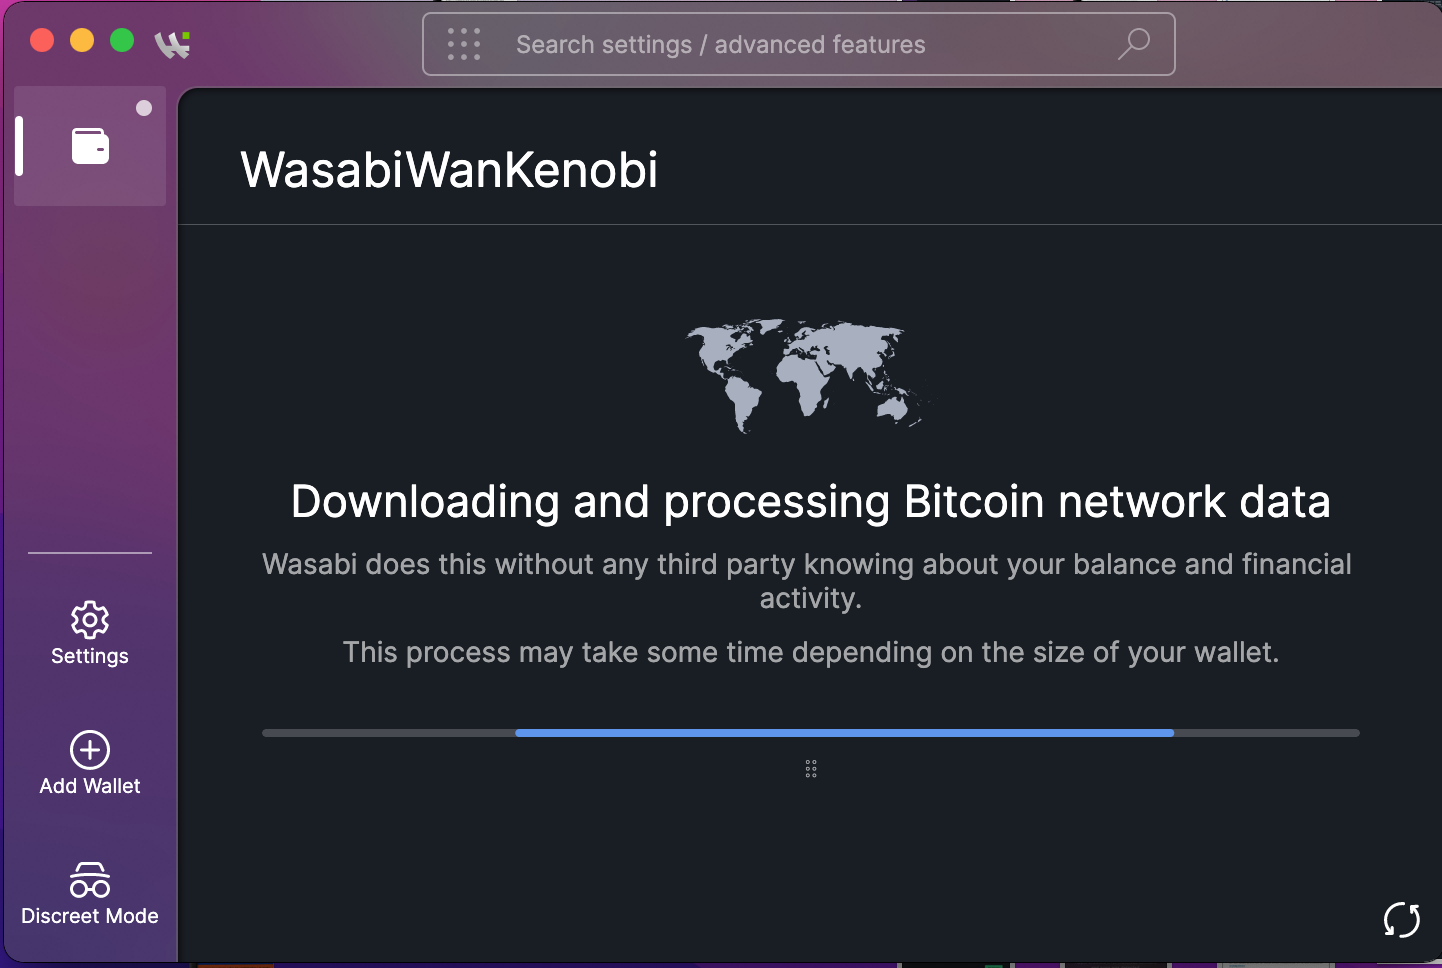 Search settings / advanced features
WasabiWanKenobi
Downloading and processing Bitcoin network data
Wasabi does this without any third party knowing about your balance and financial
activity.
This process may take some time depending on the size of your wallet.
Settings
Add Wallet
Discreet Mode